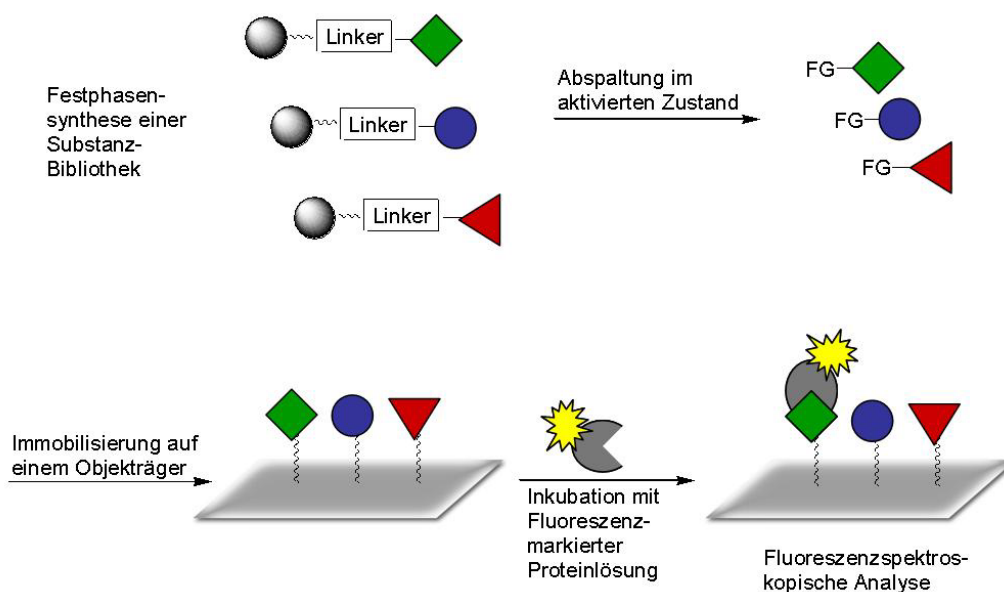 Festphasen-
synthese einer
Substanz-
Bibliothek
Linker
Linker
Linker
Abspaltung im
aktivierten Zustand
FG
FG
FG
Immobilisierung auf
einem Objekträger
Inkubation mit
Fluoreszenz-
markierter
Proteinlösung
Fluoreszenzspektros-
kopische Analyse